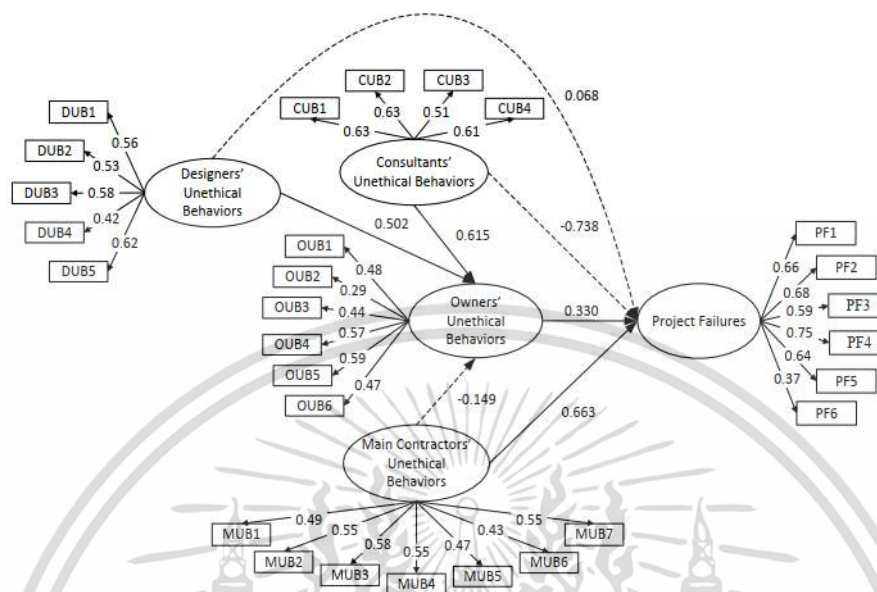 CUB2
CUB3
CUB1
CUB4
0.63
0.51
0.63
0.61
0.068
DUB1
DUB2
DUB3
DUB4
DUB5
0.56
0.53
0.58
0.42
0.62
Designers'
Unethical
Behaviors
Consultants'
Unethical Behaviors
0.502
0.615
-0.738
OUB1
OUB2
OUB3
OUB4
OUB5
OUB6
0.48
0.29
0.44
0.57
0.59
0.47
Owners'
Unethical
Behaviors
0.330
Project Failures
PF1
PF2
PF3
PF4
PF5
PF6
0.66
0.68
0.59
0.75
0.64
0.37
-0.149
0.663
Main Contractors'
Unethical
Behaviors
0.49
0.55
0.58
0.55
0.47
0.43
0.55
MUB1
MUB2
MUB3
MUB4
MUB5
MUB6
MUB7